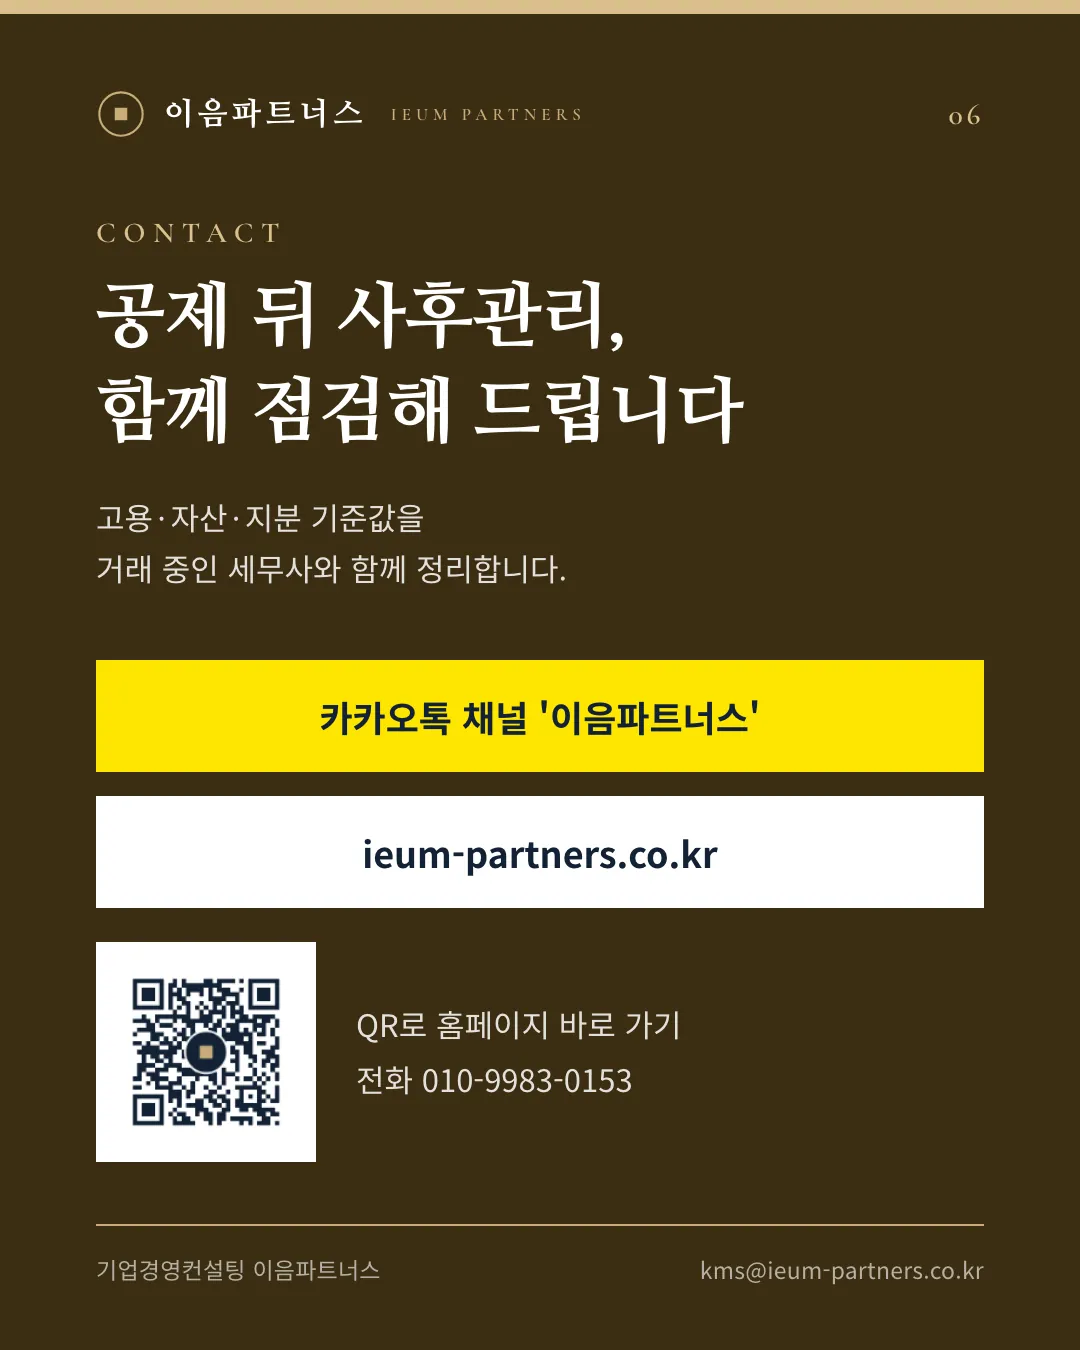 이음파트너스 IEUM PARTNERS 06
CONTACT
공제 뒤 사후관리,
함께 점검해 드립니다
고용·자산·지분 기준값을
거래 중인 세무사와 함께 정리합니다.
카카오톡 채널 '이음파트너스'
ieum-partners.co.kr
QR로 홈페이지 바로 가기
전화 010-9983-0153
기업경영컨설팅 이음파트너스 kms@ieum-partners.co.kr